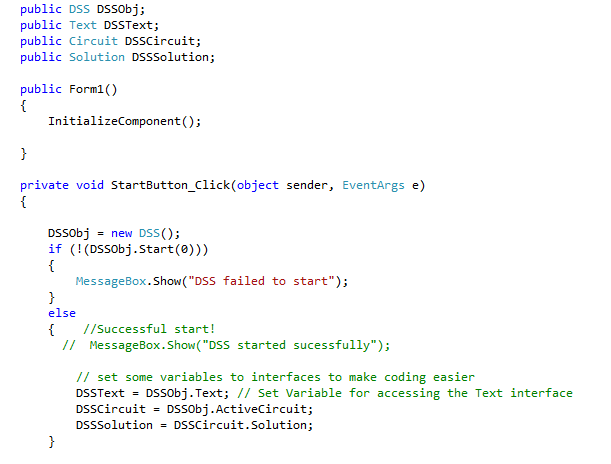 public DSS DSSObj;
public Text DSSText;
public Circuit DSSCircuit;
public Solution DSSSolution;
public Form1()
{
InitializeComponent();
}
private void StartButton_Click(object sender, EventArgs e)
{
DSSObj = new DSS();
if (!(DSSObj.Start(0)))
{
MessageBox.Show("DSS failed to start");
}
else
{ //Successful start!
// MessageBox.Show("DSS started sucessfully");
// set some variables to interfaces to make coding easier
DSSText = DSSObj.Text; // Set Variable for accessing the Text interface
DSSCircuit = DSSObj.ActiveCircuit;
DSSSolution = DSSCircuit.Solution;
}